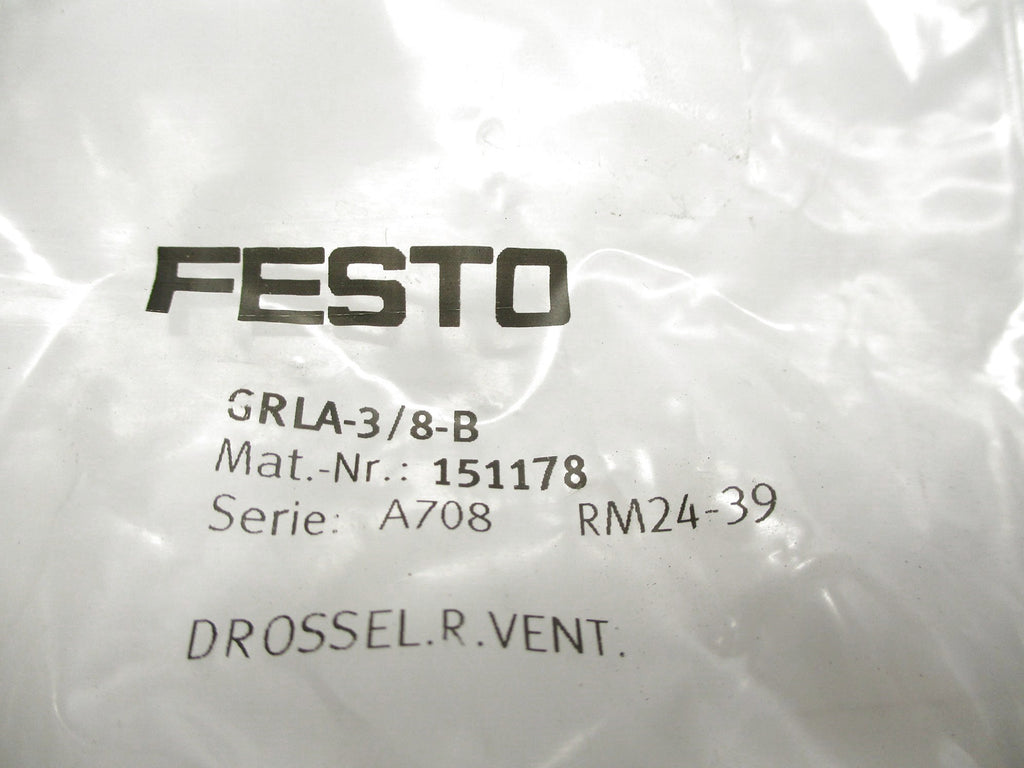 FESTO
GRLA-3/8-B
Mat.-Nr.: 151178
Serie: A708 RM24-39
DROSSEL.R.VENT.